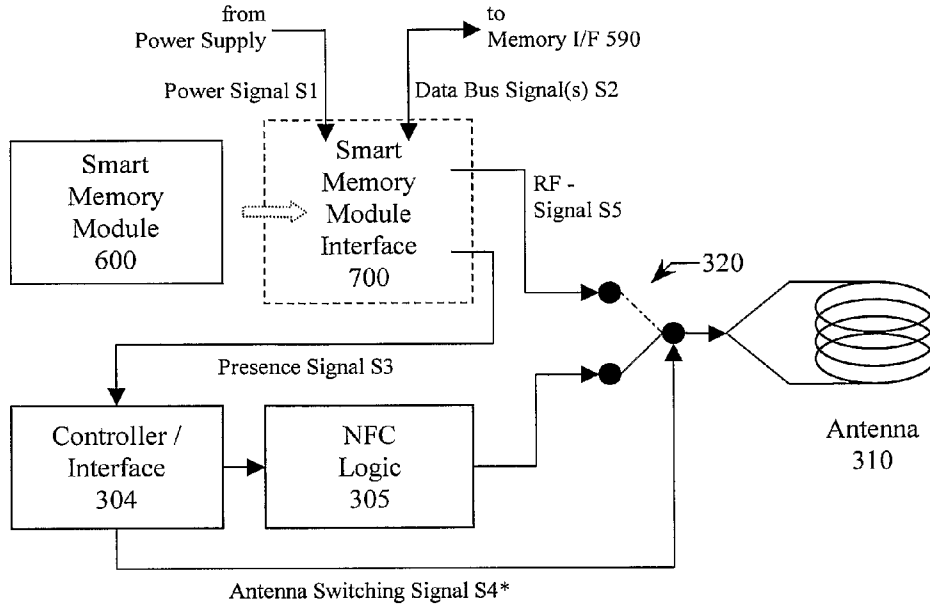 from
Power Supply
to
Memory I/F 590
Power Signal S1
Data Bus Signal(s) S2
Smart
Memory
Module
600
Smart
Memory
Module
Interface
700
RF -
Signal S5
320
Presence Signal S3
Controller /
Interface
304
NFC
Logic
305
Antenna
310
Antenna Switching Signal S4*